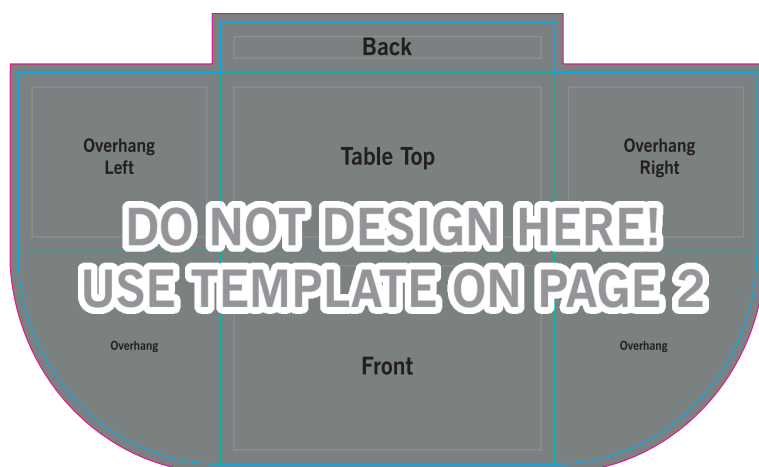 Back
Overhang
Left
Table Top
Overhang
Right
DO NOT DESIGN HERE!
USE TEMPLATE ON PAGE 2
Overhang
Front
Overhang